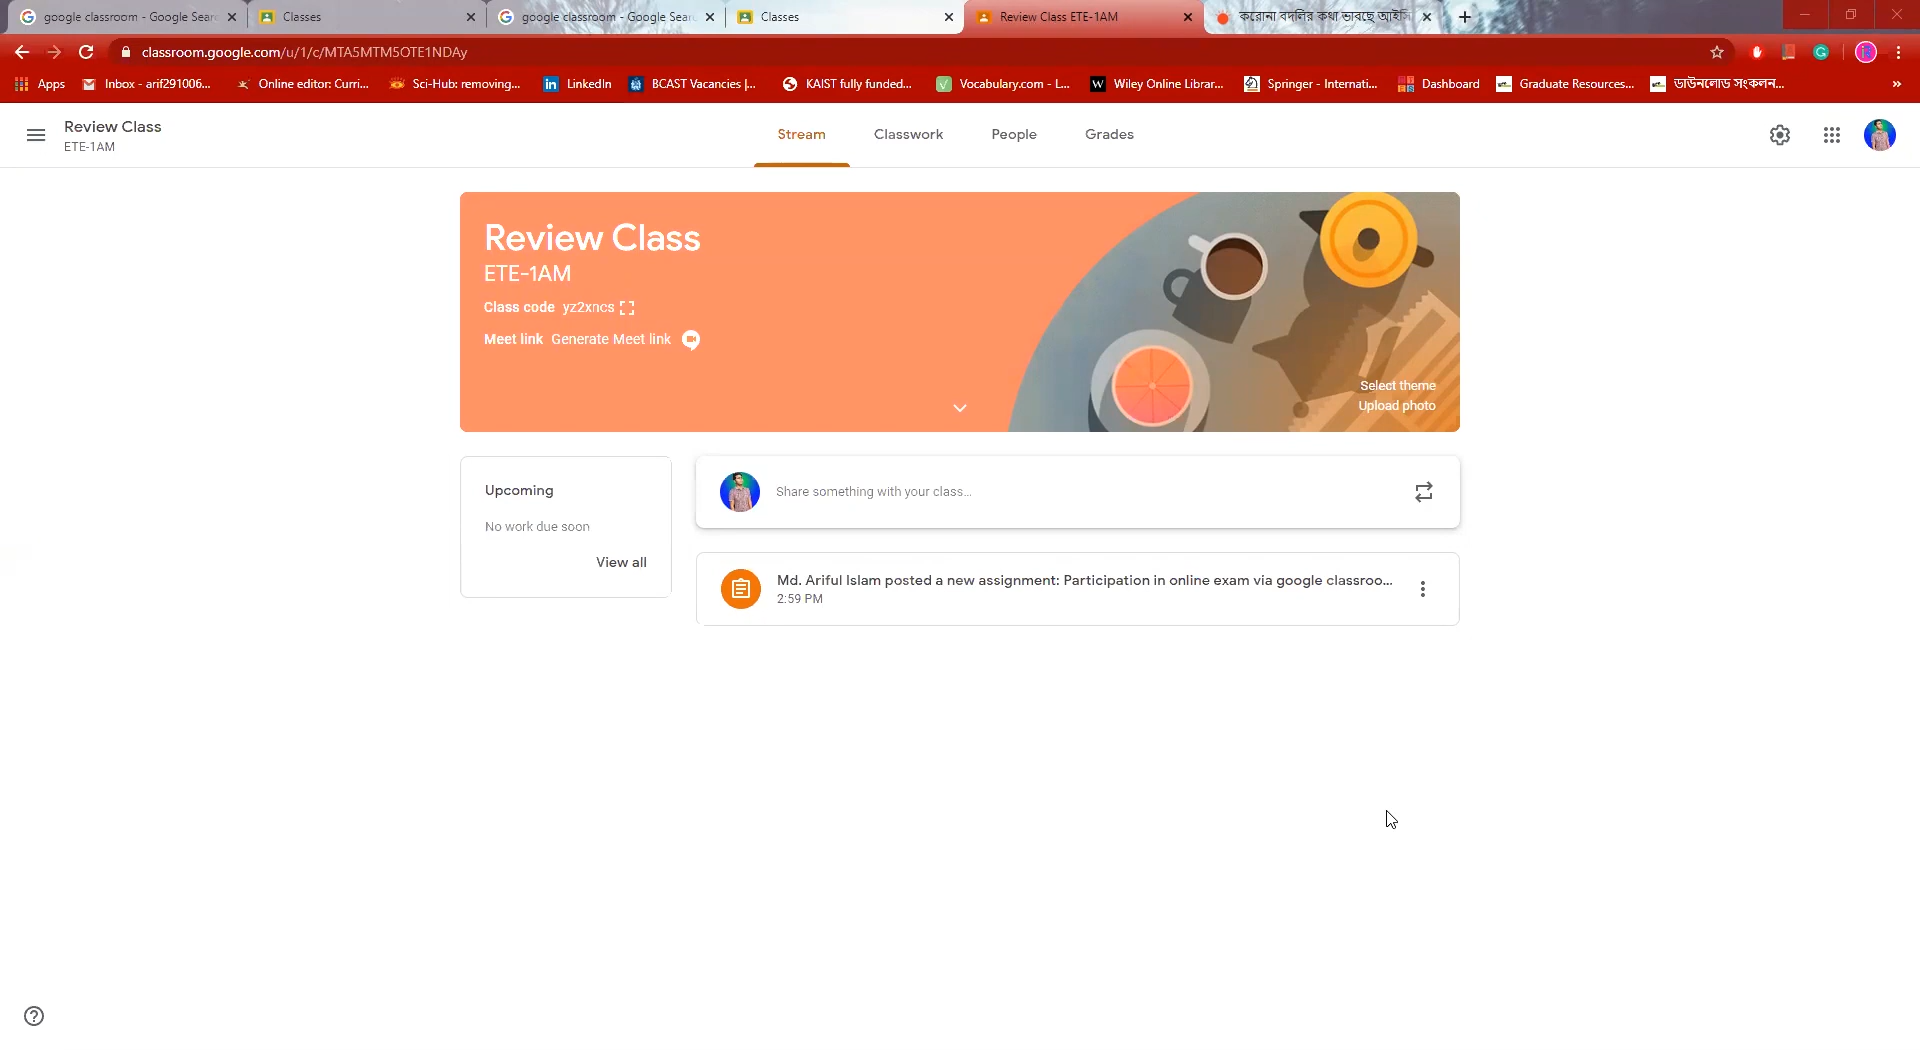 google classroom - Google Sear
Classes
google classroom - Google Sear
Classes
Review Class ETE-1AM
করোনা বদলির কথা ভাবছে আইসি
classroom.google.com/u/1/c/MTA5MTM5OTE1NDAy
Apps
Inbox - arif291006...
Online editor: Curri...
Sci-Hub: removing...
LinkedIn
BCAST Vacancies |...
KAIST fully funded...
Vocabulary.com - L...
Wiley Online Librar...
Springer - Internati...
Dashboard
Graduate Resources...
ডাউনলোড সংকলন...
Review Class
ETE-1AM
Stream
Classwork
People
Grades
Review Class
ETE-1AM
Class code yz2xncs
Meet link Generate Meet link
Select theme
Upload photo
Upcoming
No work due soon
View all
Share something with your class...
Md. Ariful Islam posted a new assignment: Participation in online exam via google classroo...
2:59 PM